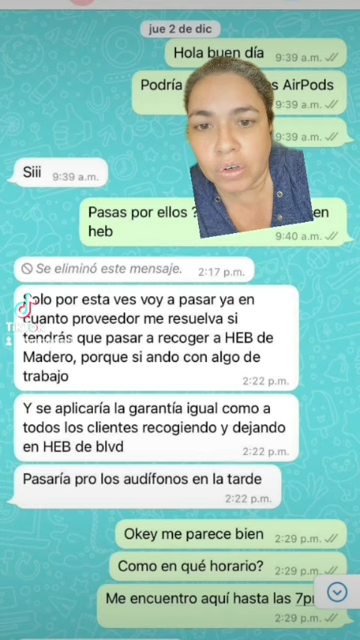 jue 2 de dic
Hola buen día 9:39 a.m.
Podría
s AirPods
9:39 a.m.
9:39 a.m.
Siii 9:39 a.m.
Pasas por ellos ?
en
heb 9:40 a.m.
Se eliminó este mensaje. 2:17 p.m.
Solo por esta ves voy a pasar ya en
cuanto proveedor me resuelva si
tendrás que pasar a recoger a HEB de
Madero, porque si ando con algo de
trabajo 2:22 p.m.
Y se aplicaría la garantía igual como a
todos los clientes recogiendo y dejando
en HEB de blvd 2:22 p.m.
Pasaría pro los audífonos en la tarde
2:22 p.m.
Okey me parece bien 2:29 p.m.
Como en qué horario? 2:29 p.m.
Me encuentro aquí hasta las 7p
2:29 p.m.